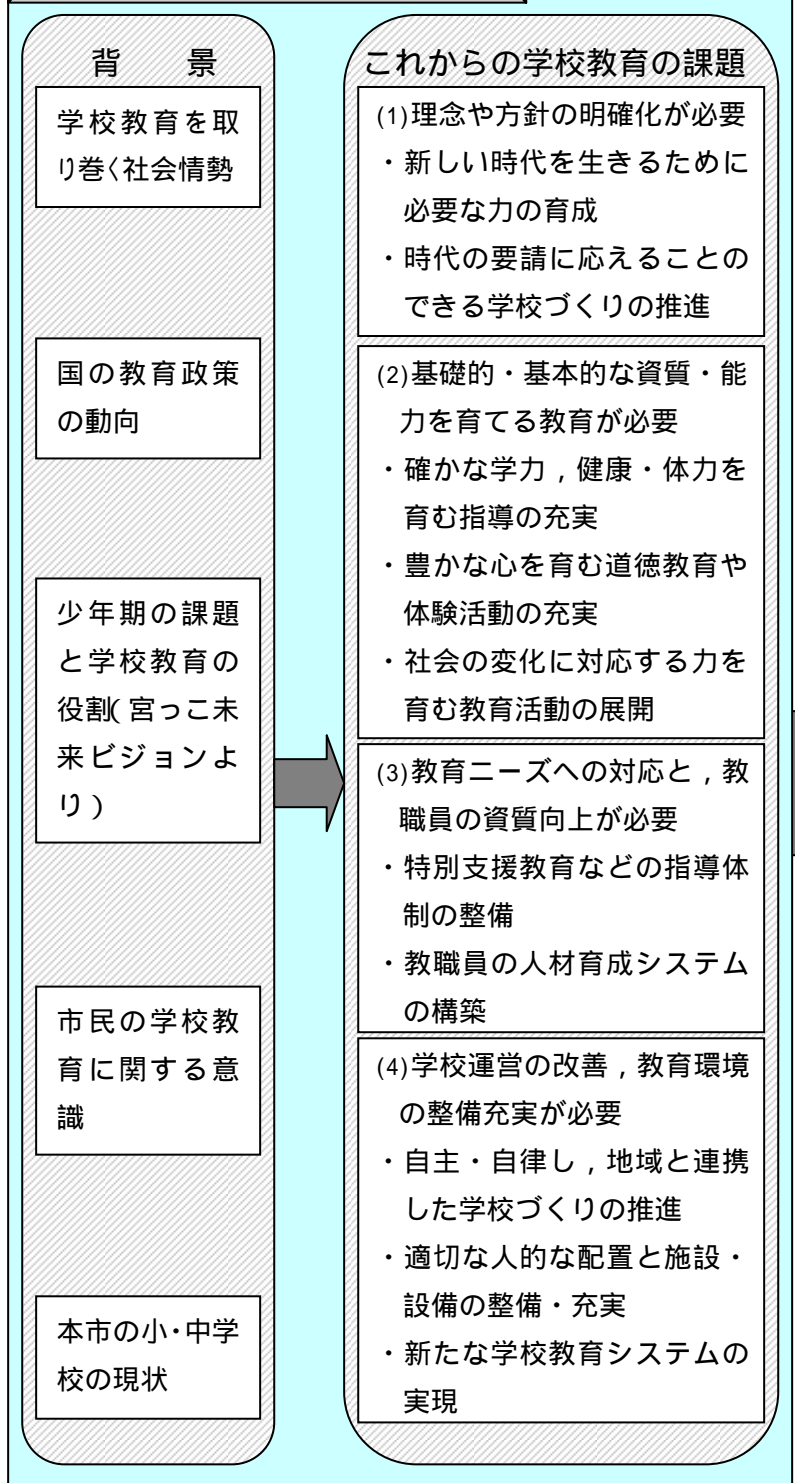 背　景
学校教育を取
り巻く社会情勢
国の教育政策
の動向
少年期の課題
と学校教育の
役割(宮っこ未
来ビジョンよ
り)
市民の学校教
育に関する意
識
本市の小・中学
校の現状
これからの学校教育の課題
(1)理念や方針の明確化が必要
・新しい時代を生きるために
必要な力の育成
・時代の要請に応えることの
できる学校づくりの推進
(2)基礎的・基本的な資質・能
力を育てる教育が必要
・確かな学力，健康・体力を
育む指導の充実
・豊かな心を育む道徳教育や
体験活動の充実
・社会の変化に対応する力を
育む教育活動の展開
(3)教育ニーズへの対応と，教
職員の資質向上が必要
・特別支援教育などの指導体
制の整備
・教職員の人材育成システム
の構築
(4)学校運営の改善，教育環境
の整備充実が必要
・自主・自律し，地域と連携
した学校づくりの推進
・適切な人的な配置と施設・
設備の整備・充実
・新たな学校教育システムの
実現